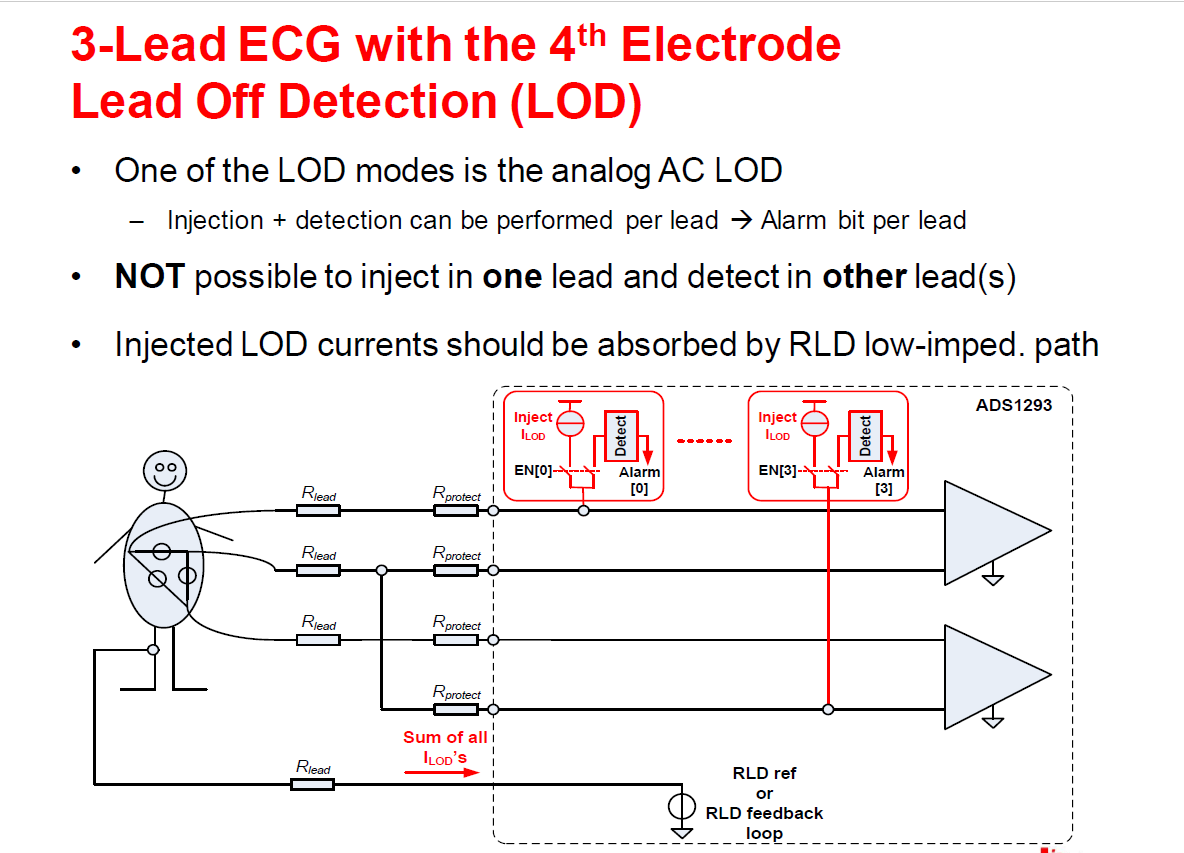 3-Lead ECG with the 4th Electrode
Lead Off Detection (LOD)
• One of the LOD modes is the analog AC LOD
– Injection + detection can be performed per lead → Alarm bit per lead
• NOT possible to inject in one lead and detect in other lead(s)
• Injected LOD currents should be absorbed by RLD low-imped. path
ADS1293
Inject
ILOD
Detect
EN[0]
Alarm
[0]
Inject
ILOD
Detect
EN[3]
Alarm
[3]
Rlead
Rprotect
Rlead
Rprotect
Rlead
Rprotect
Rprotect
Sum of all
ILOD's
Rlead
RLD ref
or
RLD feedback
loop